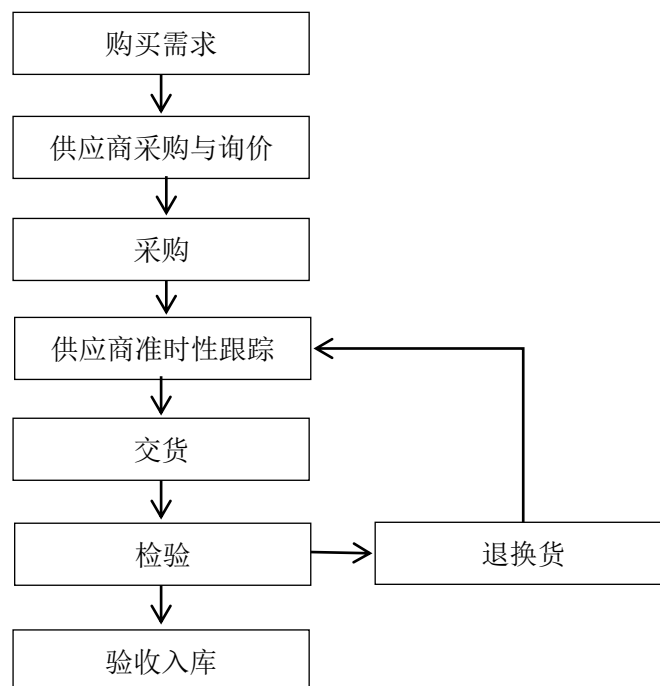 购买需求
供应商采购与询价
采购
供应商准时性跟踪
交货
检验
退换货
验收入库